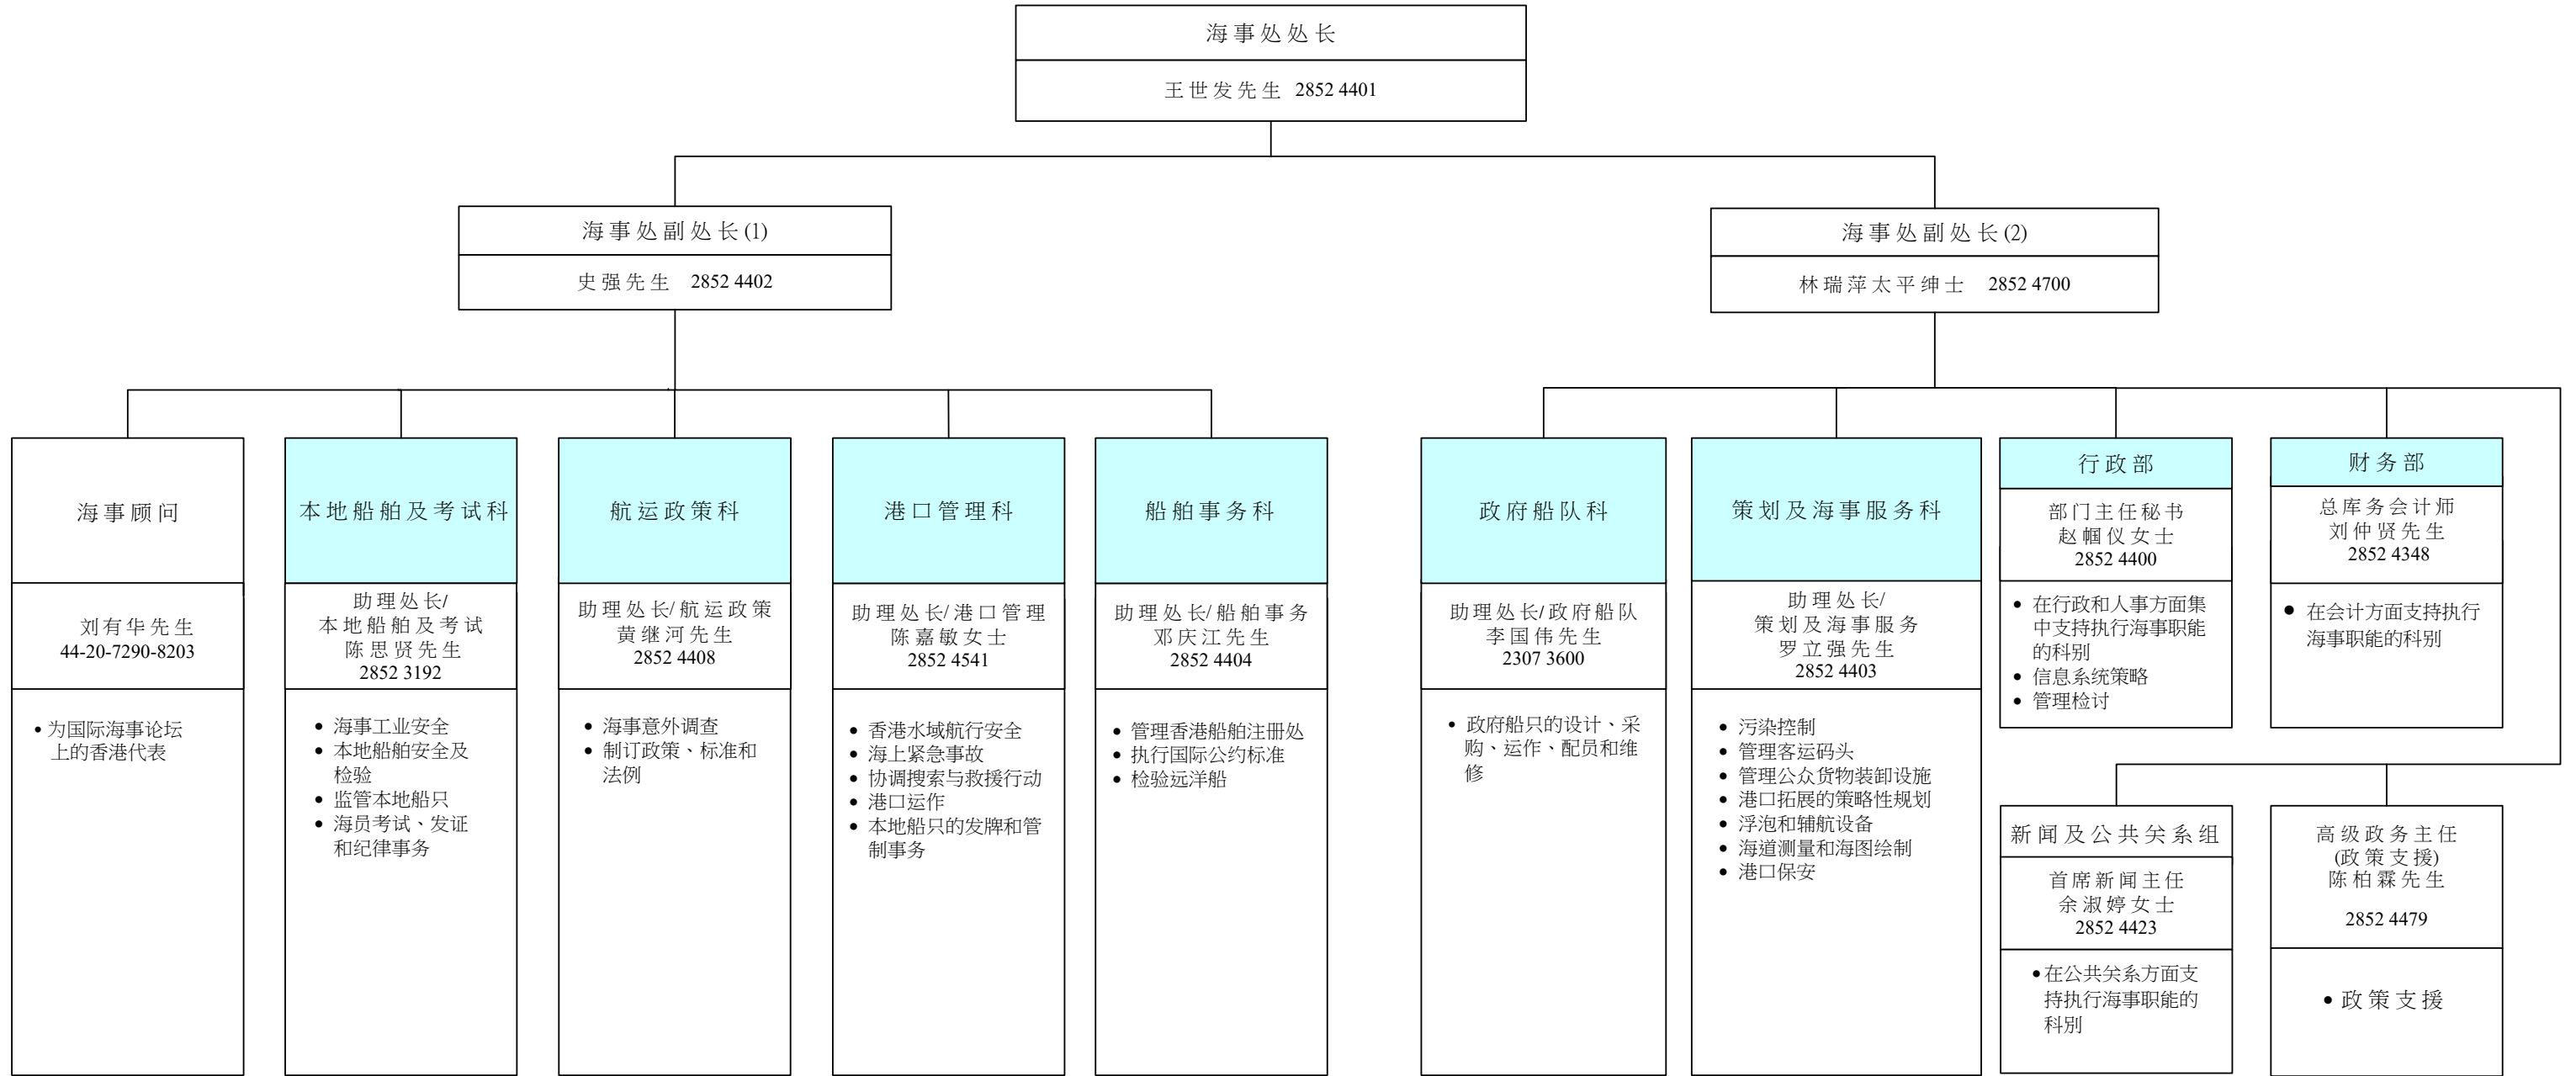 海事处处长
王世发先生 2852 4401
海事处副处长(1)
史强先生 2852 4402
海事处副处长(2)
林瑞萍太平绅士 2852 4700
海事顾问
刘有华先生
44-20-7290-8203
• 为国际海事论坛
上的香港代表
本地船舶及考试科
助理处长/
本地船舶及考试
陈思贤先生
2852 3192
• 海事工业安全
• 本地船舶安全及
检验
• 监管本地船只
• 海员考试、发证
和纪律事务
航运政策科
助理处长/航运政策
黄继河先生
2852 4408
• 海事意外调查
• 制订政策、标准和
法例
港口管理科
助理处长/港口管理
陈嘉敏女士
2852 4541
• 香港水域航行安全
• 海上紧急事故
• 协调搜索与救援行动
• 港口运作
• 本地船只的发牌和管
制事务
船舶事务科
助理处长/船舶事务
邓庆江先生
2852 4404
• 管理香港船舶注册处
• 执行国际公约标准
• 检验远洋船
政府船队科
助理处长/政府船队
李国伟先生
2307 3600
• 政府船只的设计、采
购、运作、配员和维
修
策划及海事服务科
助理处长/
策划及海事服务
罗立强先生
2852 4403
• 污染控制
• 管理客运码头
• 管理公众货物装卸设施
• 港口拓展的策略性规划
• 浮泡和辅航设备
• 海道测量和海图绘制
• 港口保安
行政部
部门主任秘书
赵帼仪女士
2852 4400
• 在行政和人事方面集
中支持执行海事职能
的科别
• 信息系统策略
• 管理检讨
财务部
总库务会计师
刘仲贤先生
2852 4348
• 在会计方面支持执行
海事职能的科别
新闻及公共关系组
首席新闻主任
余淑婷女士
2852 4423
• 在公共关系方面支
持执行海事职能的
科别
高级政务主任
(政策支援)
陈柏霖先生
2852 4479
• 政策支援